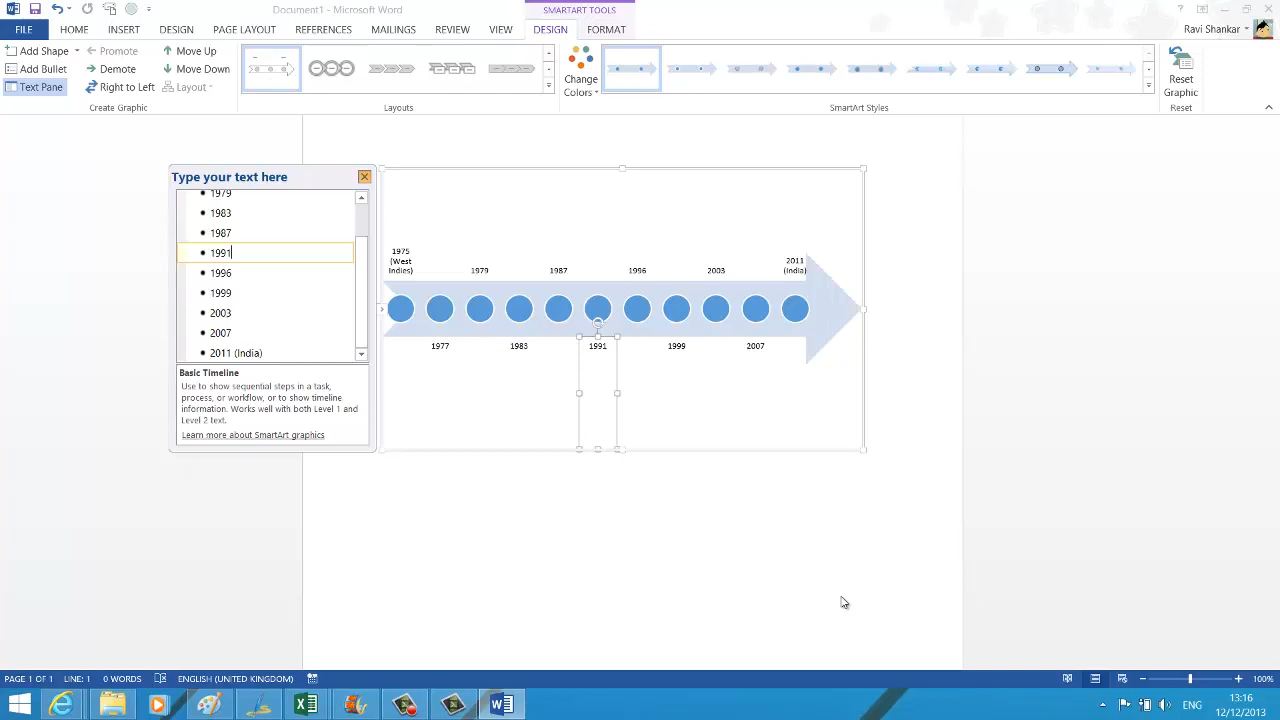 Document1 - Microsoft Word
SMARTART TOOLS
?
FILE
HOME
INSERT
DESIGN
PAGE LAYOUT
REFERENCES
MAILINGS
REVIEW
VIEW
DESIGN
FORMAT
Ravi Shankar
Add Shape
Promote
Move Up
Add Bullet
Demote
Move Down
Text Pane
Right to Left
Layout
Create Graphic
Layouts
Change
Colors
SmartArt Styles
Reset
Graphic
Reset
Type your text here
1979
1983
1987
1991
1996
1999
2003
2007
2011 (India)
Basic Timeline
Use to show sequential steps in a task,
process, or workflow, or to show timeline
information. Works well with both Level 1 and
Level 2 text.
Learn more about SmartArt graphics
1975
(West
Indies)
1979
1987
1996
2003
2011
(India)
1977
1983
1991
1999
2007
PAGE 1 OF 1
LINE: 1
0 WORDS
ENGLISH (UNITED KINGDOM)
100%
ENG
13:16
12/12/2013